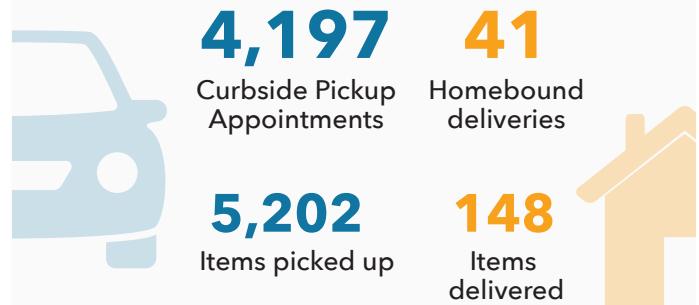 4,197
Curbside Pickup
Appointments
41
Homebound
deliveries
5,202
Items picked up
148
Items
delivered